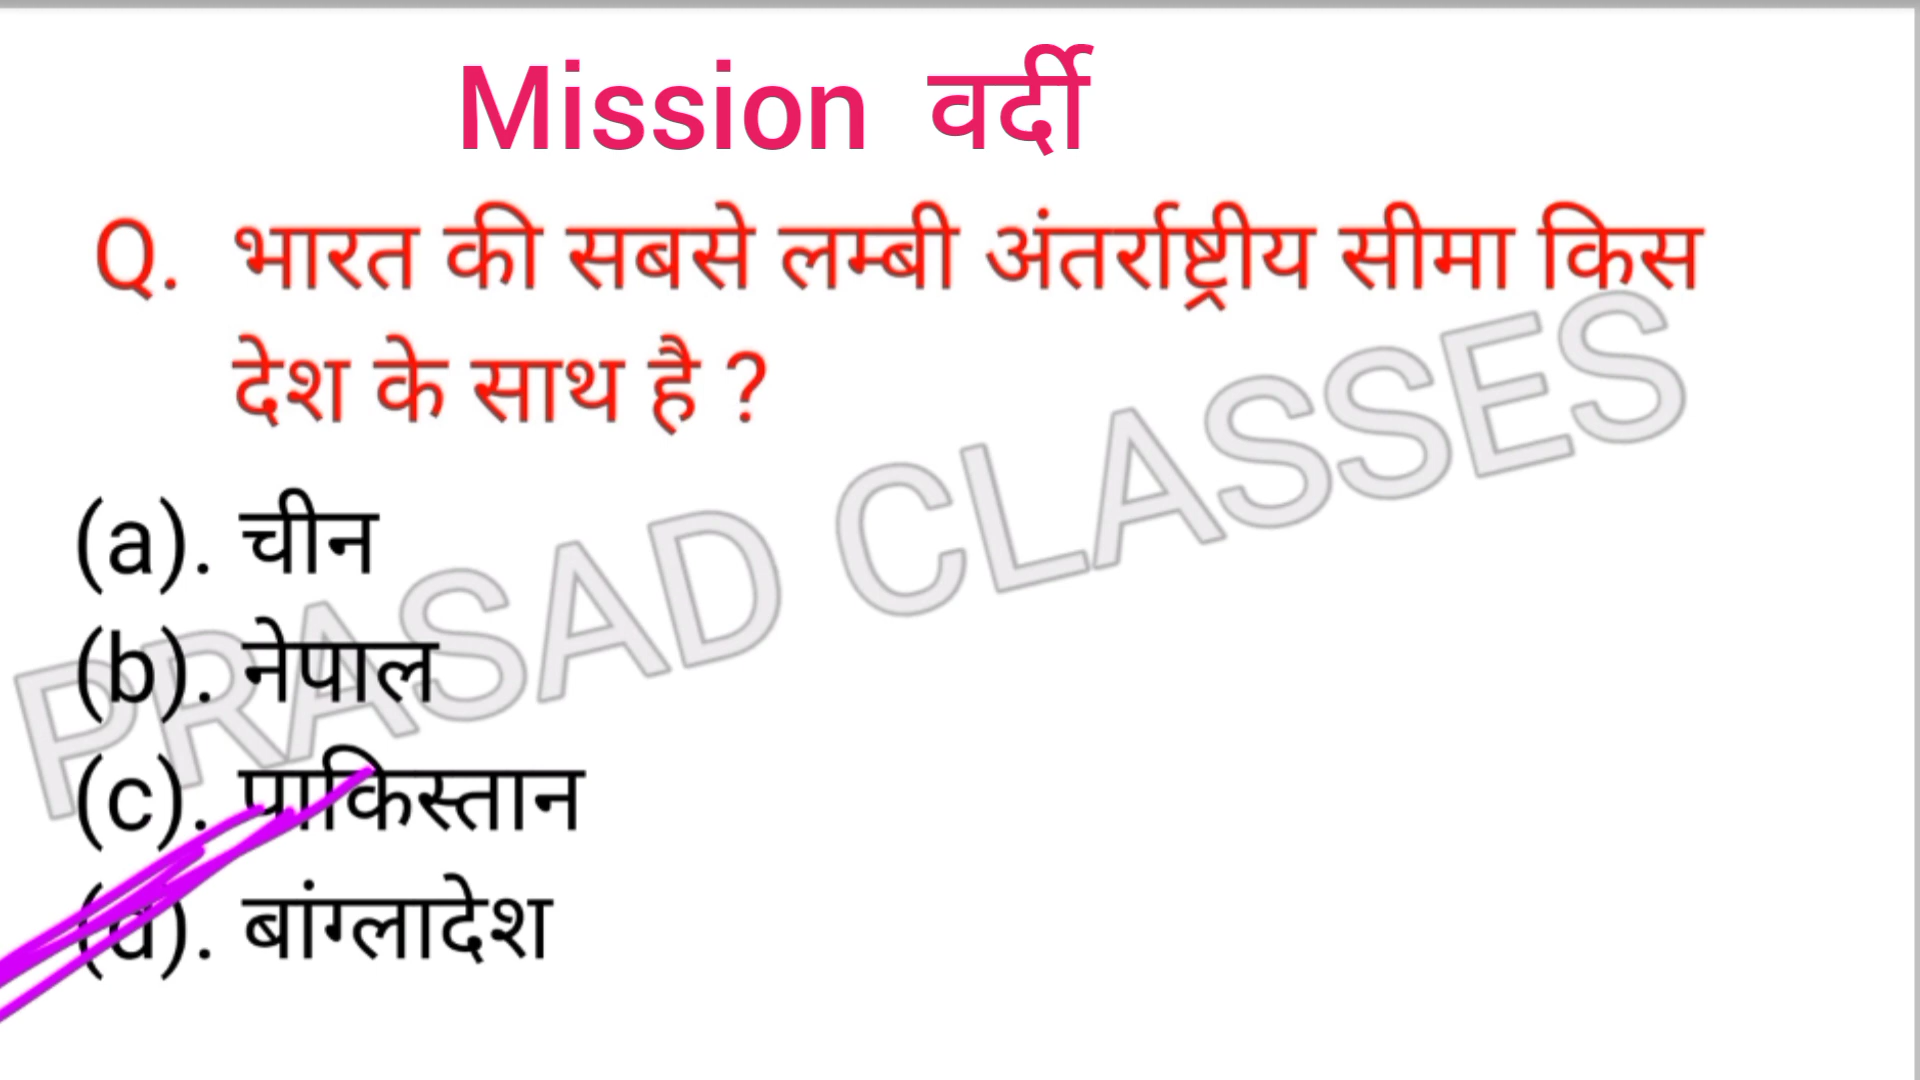 Mission वर्दी
Q. भारत की सबसे लम्बी अंतर्राष्ट्रीय सीमा किस
देश के साथ है ?
(a). चीन
(b). नेपाल
(c). पाकिस्तान
(d). बांग्लादेश
PRASAD CLASSES